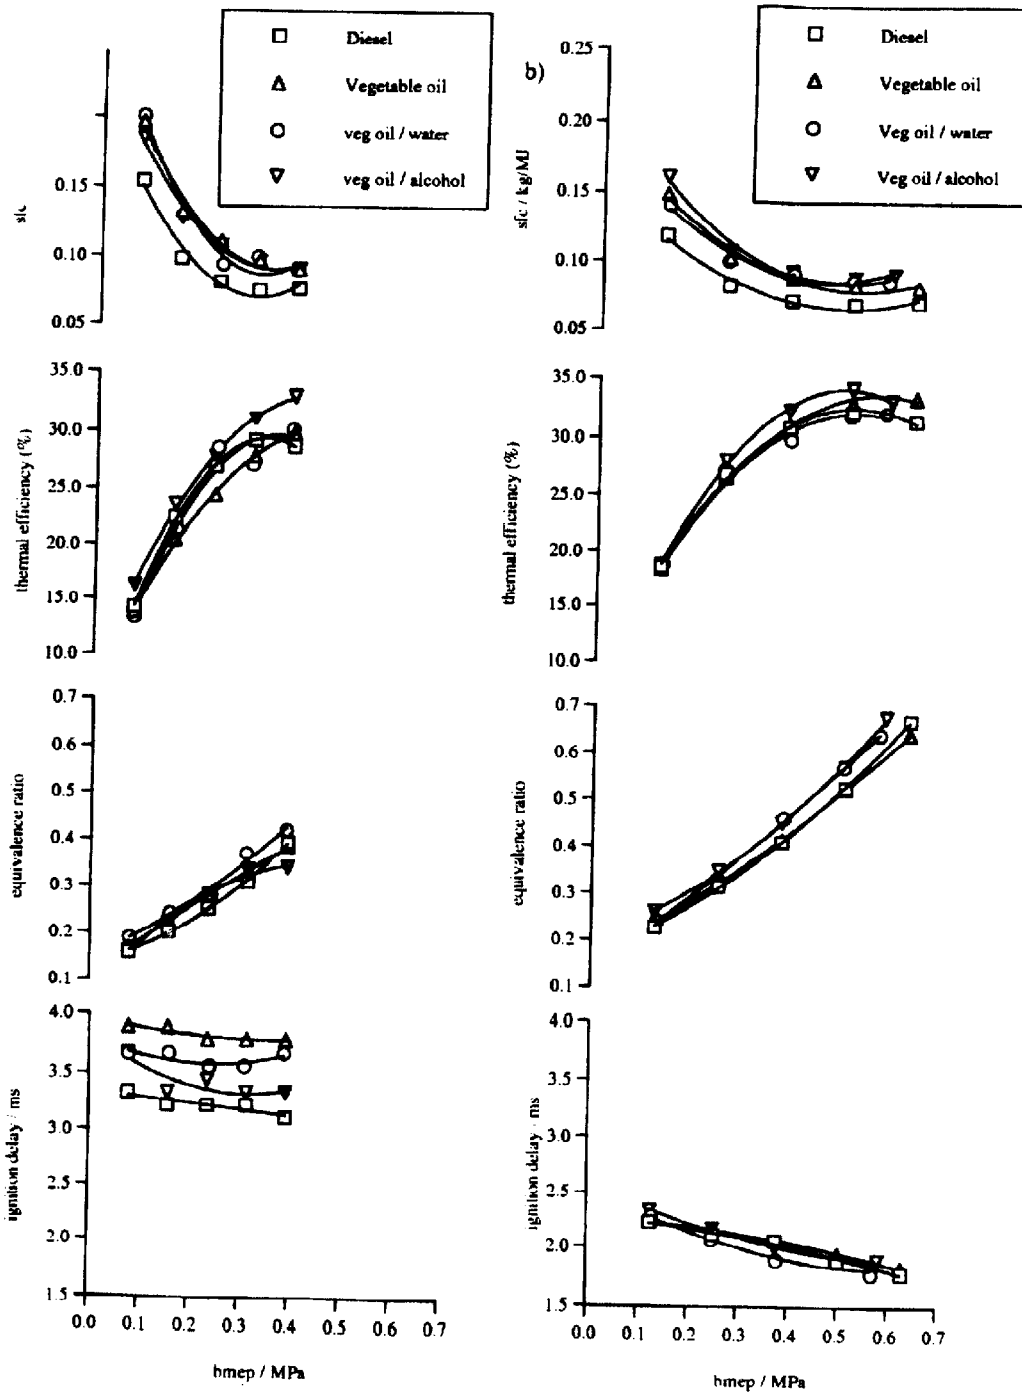 Diesel
Vegetable oil
veg oil / water
veg oil / alcohol
sfc
0.15
0.10
0.05
35.0
30.0
25.0
20.0
15.0
10.0
thermal efficiency (%)
0.7
0.6
0.5
0.4
0.3
0.2
0.1
equivalence ratio
4.0
3.5
3.0
2.5
2.0
1.5
ignition delay / ms
0.0 0.1 0.2 0.3 0.4 0.5 0.6 0.7
bmep / MPa
b)
Diesel
Vegetable oil
Veg oil / water
Veg oil / alcohol
0.25
0.20
0.15
0.10
0.05
sfc / kg/MJ
35.0
30.0
25.0
20.0
15.0
10.0
thermal efficiency (%)
0.7
0.6
0.5
0.4
0.3
0.2
0.1
equivalence ratio
4.0
3.5
3.0
2.5
2.0
1.5
ignition delay · ms
0.0 0.1 0.2 0.3 0.4 0.5 0.6 0.7
bmep / MPa